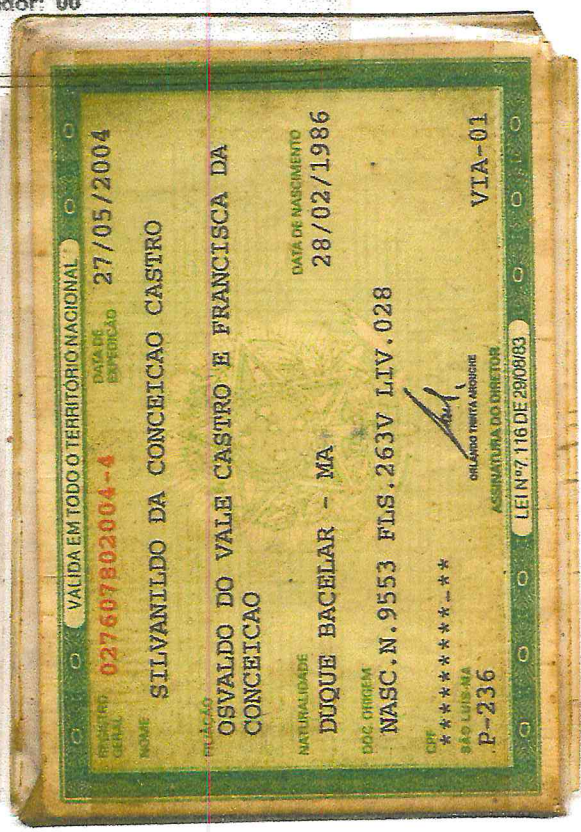 dor: 00
VÁLIDA EM TODO O TERRITÓRIO NACIONAL
REGISTRO GERAL 027607802004-4 DATA DE EXPEDIÇÃO 27/05/2004
NOME
SILVANILDO DA CONCEICAO CASTRO
FILIAÇÃO
OSVALDO DO VALE CASTRO E FRANCISCA DA
CONCEICAO
NATURALIDADE DATA DE NASCIMENTO
DUQUE BACELAR - MA 28/02/1986
DOC ORIGEM
NASC.N.9553 FLS.263V LIV.028
CPF
*********-**
SÃO LUIS-MA
P-236 VIA-01
ORLANDO TRINTA AROUCHE
ASSINATURA DO DIRETOR
LEI Nº 7.116 DE 29/08/83